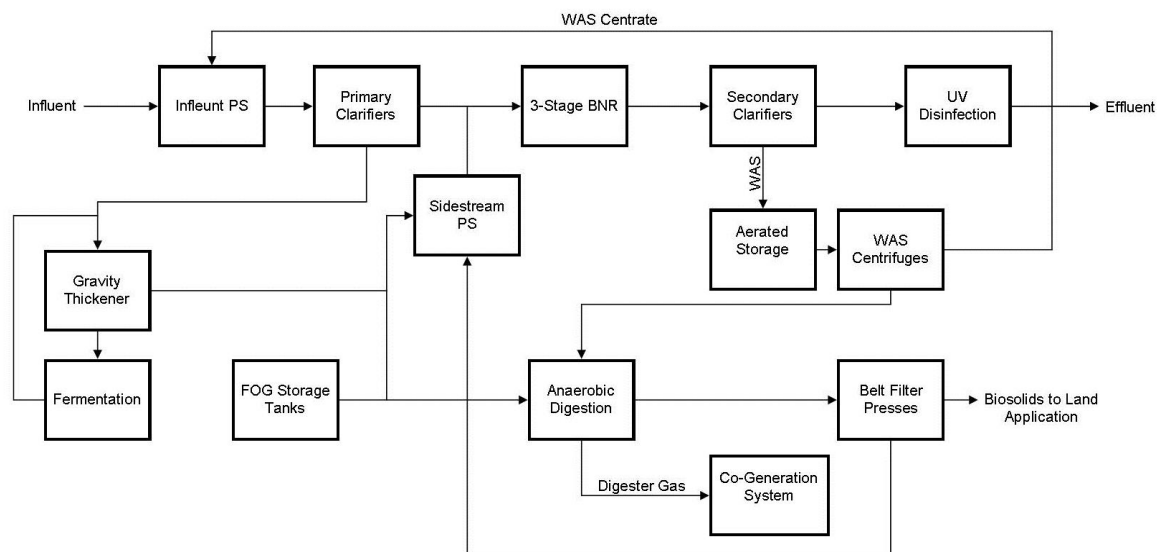 WAS Centrate
Influent
Infleunt PS
Primary
Clarifiers
3-Stage BNR
Secondary
Clarifiers
UV
Disinfection
Effluent
WAS
Sidestream
PS
Aerated
Storage
WAS
Centrifuges
Gravity
Thickener
Fermentation
FOG Storage
Tanks
Anaerobic
Digestion
Belt Filter
Presses
Biosolids to Land
Application
Digester Gas
Co-Generation
System